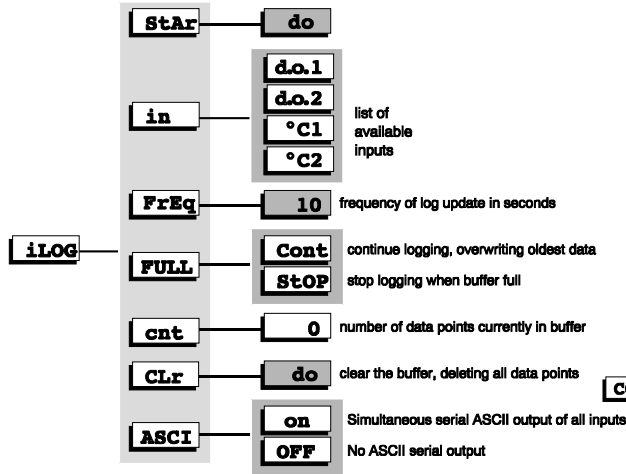 StAr do
d.o.1
d.o.2
in
°C1
°C2
list of
available
inputs
FrEq 10 frequency of log update in seconds
iLOG
FULL
Cont continue logging, overwriting oldest data
StOP stop logging when buffer full
cnt 0 number of data points currently in buffer
CLr do clear the buffer, deleting all data points
ASCI
on Simultaneous serial ASCII output of all inputs
OFF No ASCII serial output